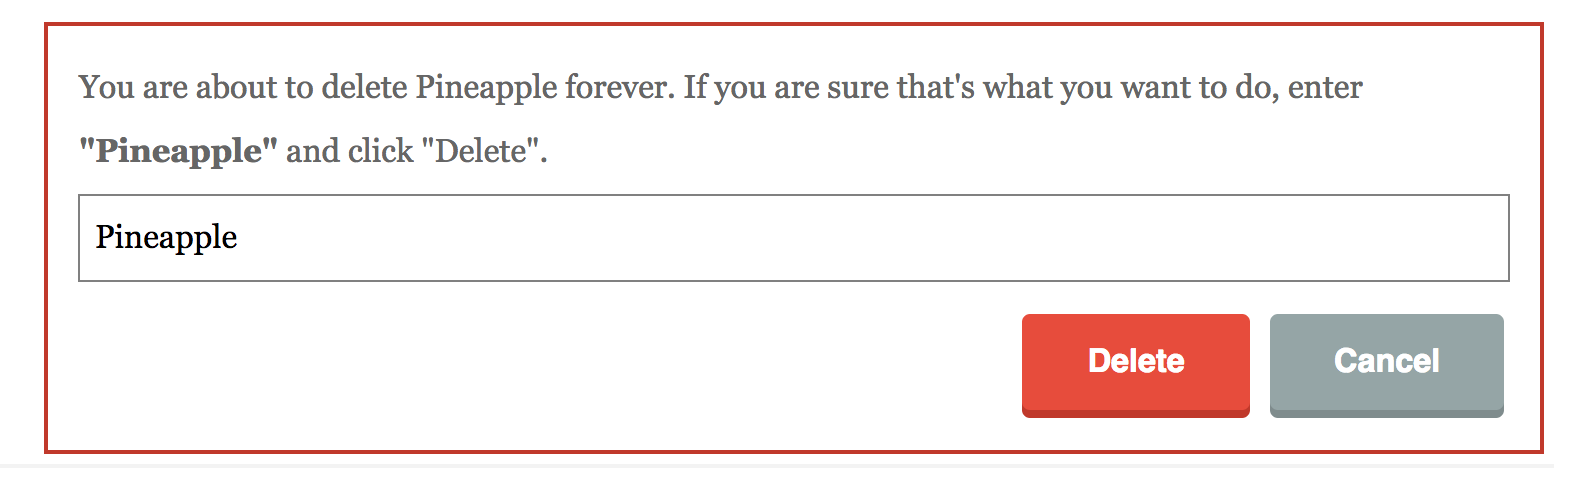 You are about to delete Pineapple forever. If you are sure that's what you want to do, enter
"Pineapple" and click "Delete".
Pineapple
Delete Cancel